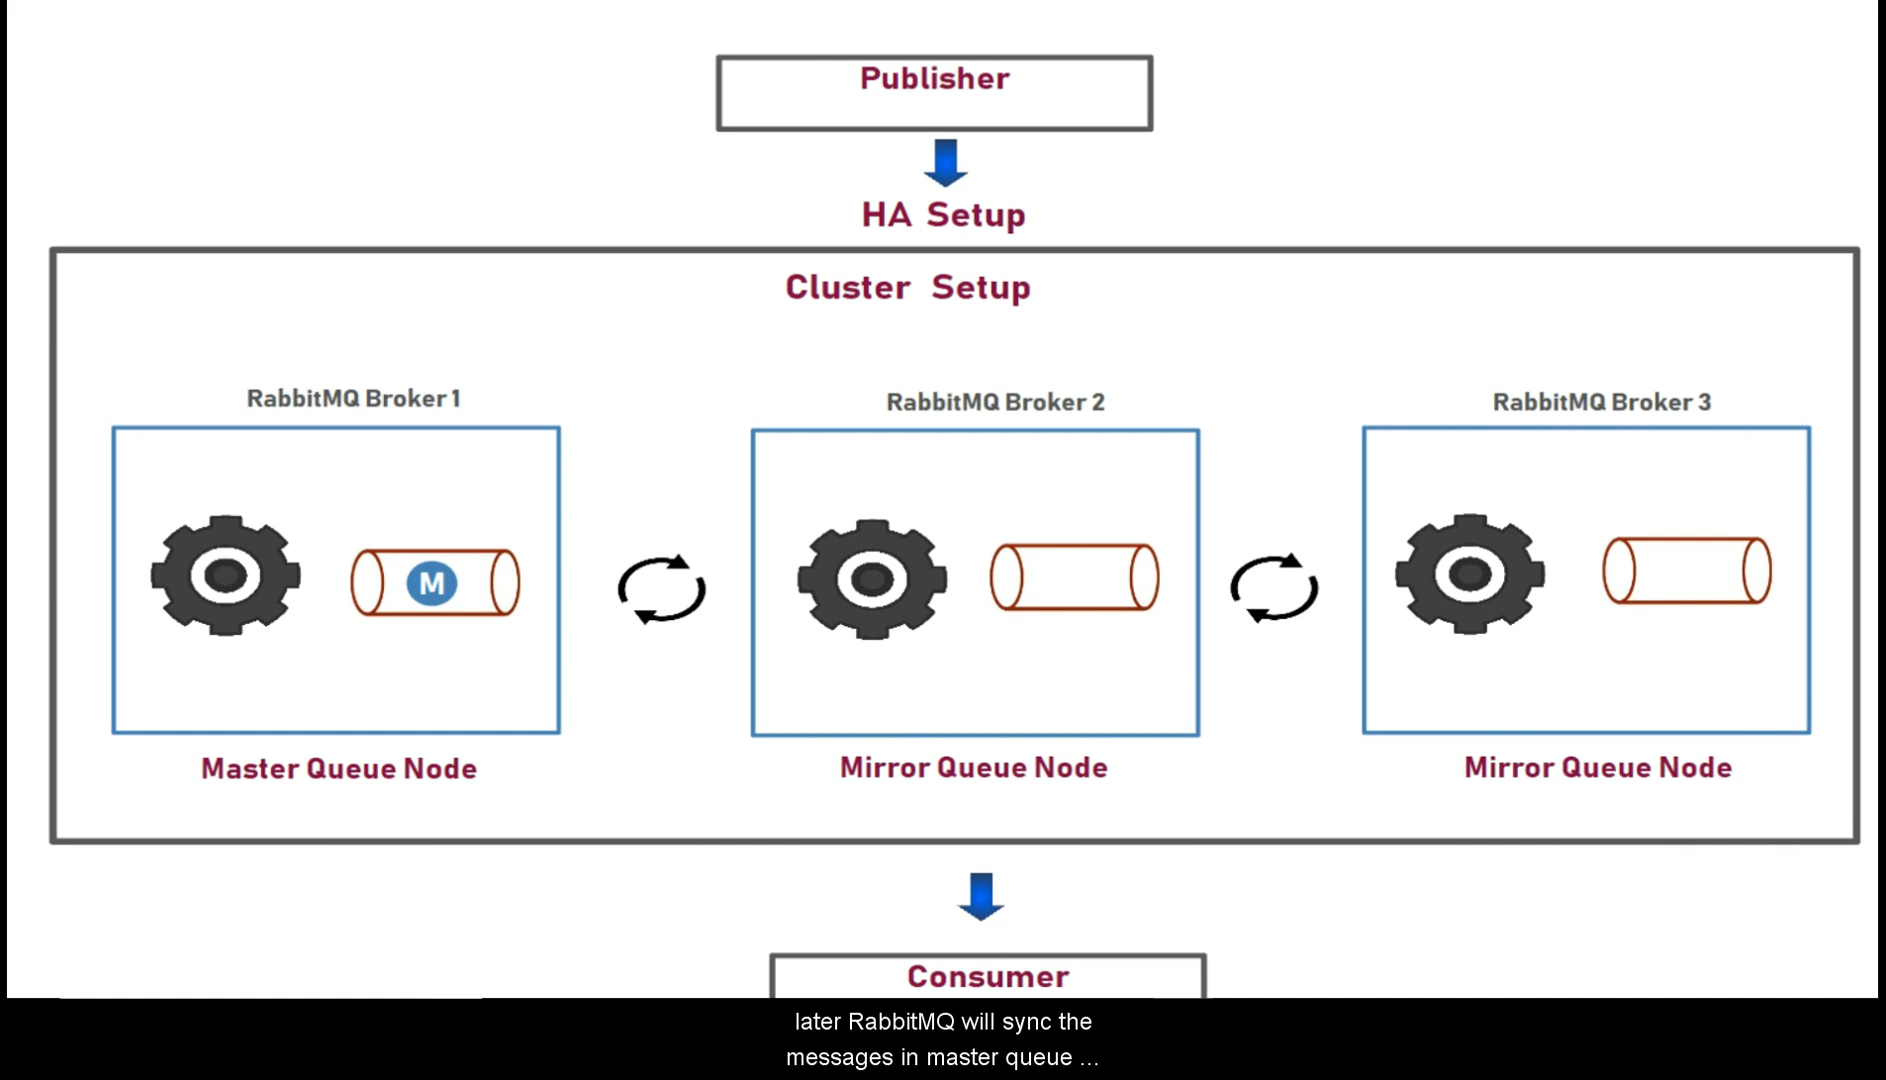 Publisher
HA Setup
Cluster Setup
RabbitMQ Broker 1
RabbitMQ Broker 2
RabbitMQ Broker 3
M
Master Queue Node
Mirror Queue Node
Mirror Queue Node
Consumer
later RabbitMQ will sync the
messages in master queue ...